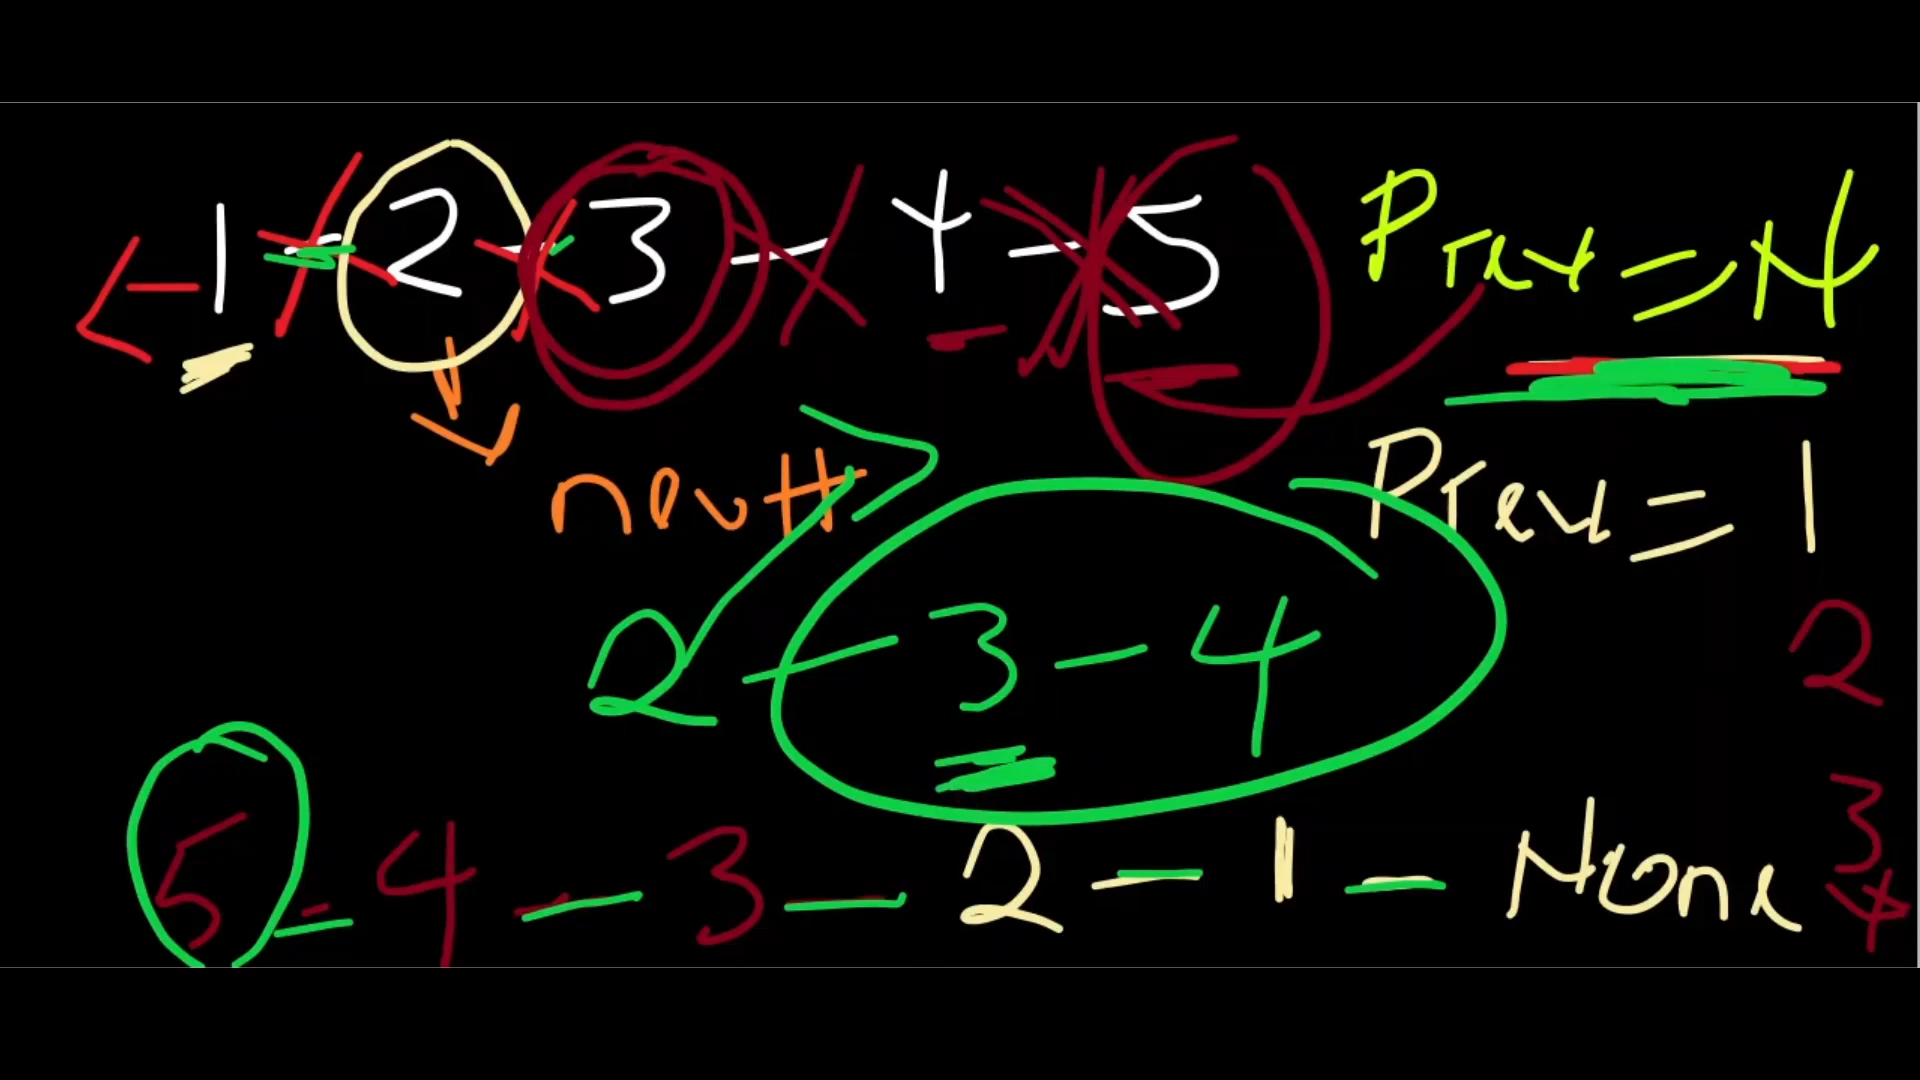 1 - 2 - 3 - 4 - 5
Prev = N
Prev = 1
next
2 - 3 - 4
2
3
4
5 - 4 - 3 - 2 - 1 - None